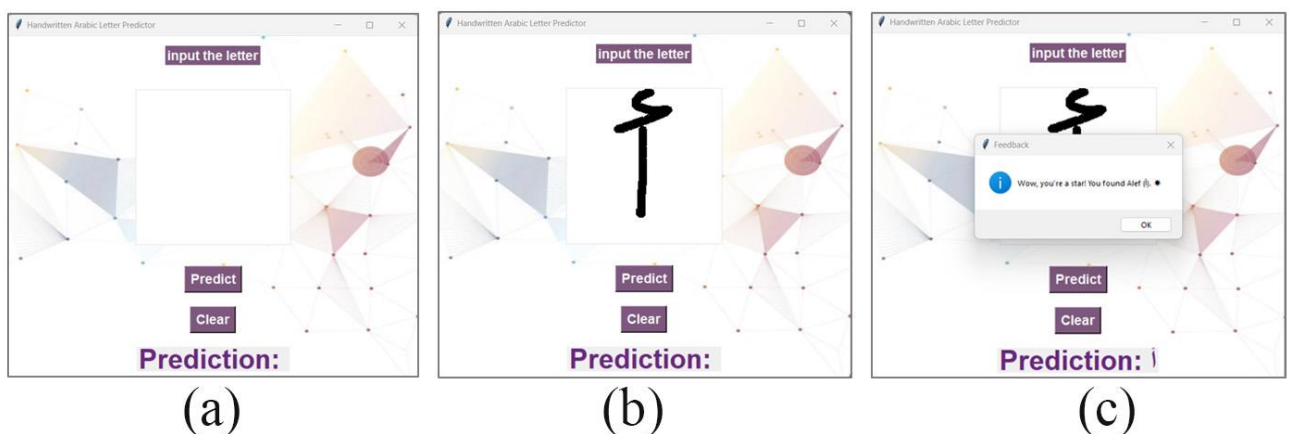 Handwritten Arabic Letter Predictor
input the letter
Predict
Clear
Prediction:
(a)
Handwritten Arabic Letter Predictor
input the letter
أ
Predict
Clear
Prediction:
(b)
Handwritten Arabic Letter Predictor
input the letter
Feedback
Wow, you're a star! You found Alef
OK
Predict
Clear
Prediction: أ
(c)